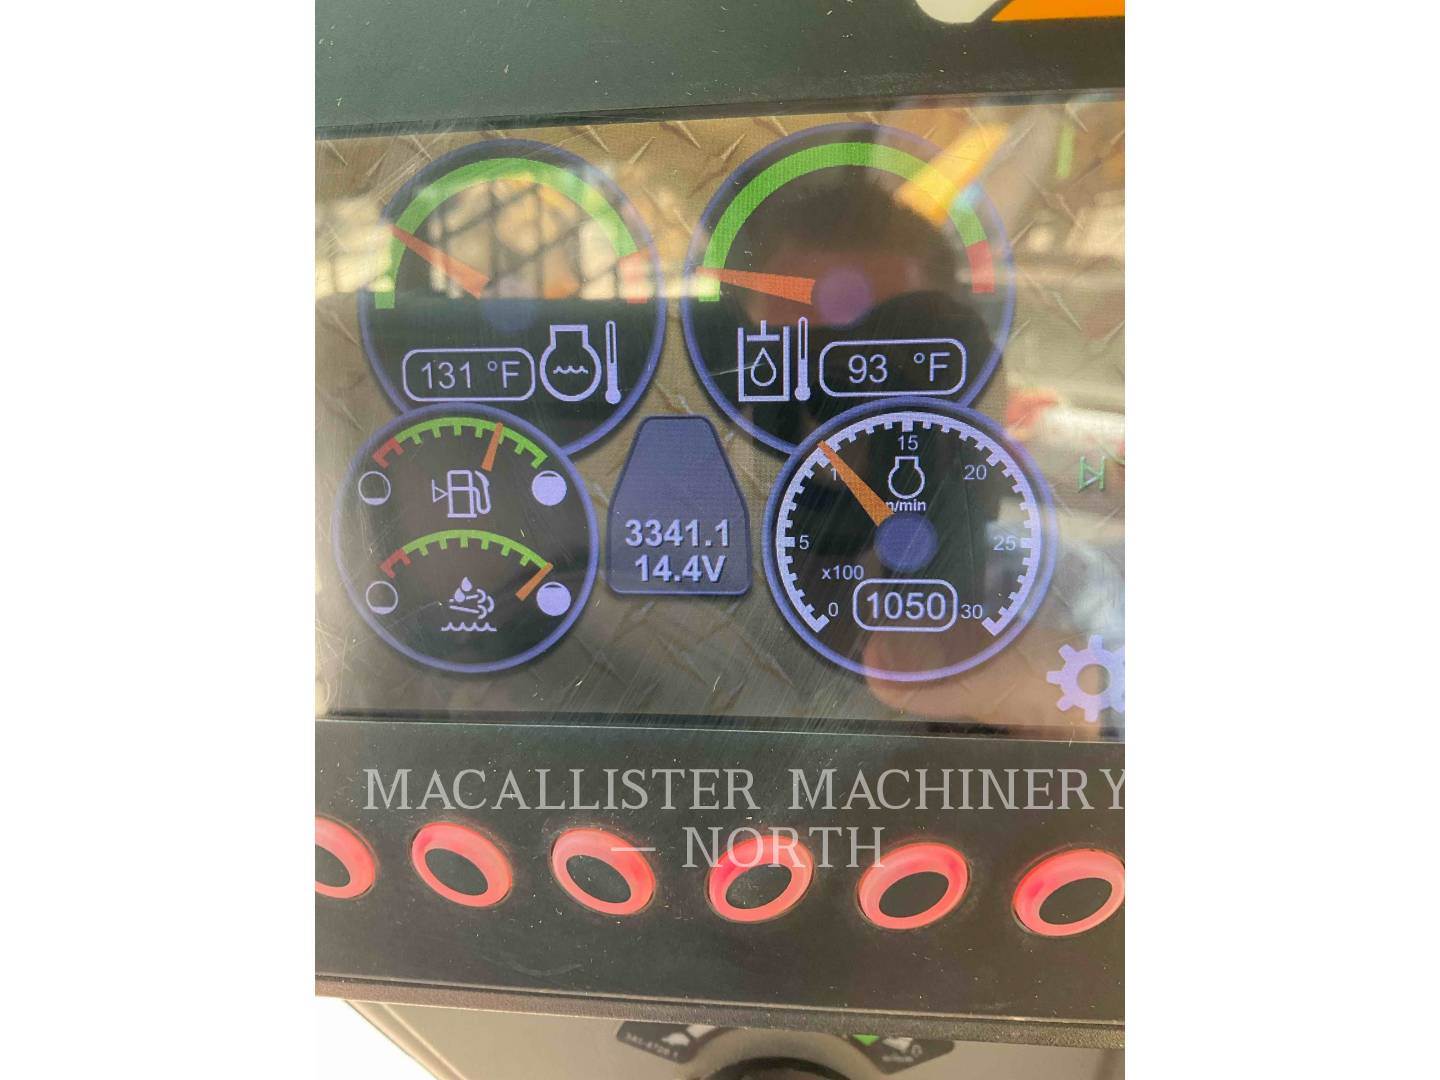 131 °F
93 °F
15
20
n/min
3341.1
14.4V
5
25
x100
0
1050
30
MACALLISTER MACHINERY
— NORTH